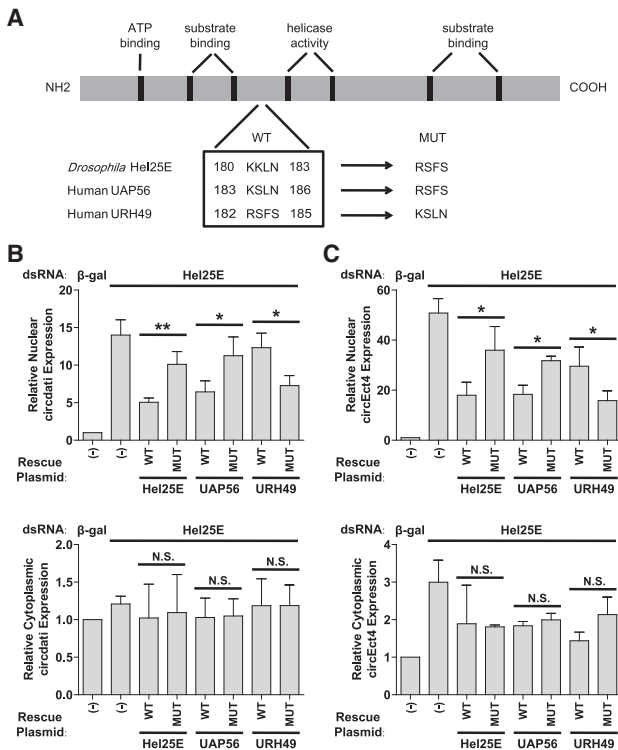 A
ATP binding
substrate binding
helicase activity
substrate binding
NH2
COOH
WT
MUT
Drosophila Hel25E 180 KKLN 183 RSFS
Human UAP56 183 KSLN 186 RSFS
Human URH49 182 RSFS 185 KSLN
B
dsRNA: β-gal Hel25E
Relative Nuclear circdati Expression
20
15
10
5
0
** * *
(-) (-) WT MUT WT MUT WT MUT
Rescue Plasmid: Hel25E UAP56 URH49
dsRNA: β-gal Hel25E
Relative Cytoplasmic circdati Expression
2.0
1.5
1.0
0.5
0.0
N.S. N.S. N.S.
(-) (-) WT MUT WT MUT WT MUT
Rescue Plasmid: Hel25E UAP56 URH49
C
dsRNA: β-gal Hel25E
Relative Nuclear circEct4 Expression
60
40
20
0
* * *
(-) (-) WT MUT WT MUT WT MUT
Rescue Plasmid: Hel25E UAP56 URH49
dsRNA: β-gal Hel25E
Relative Cytoplasmic circEct4 Expression
4
3
2
1
0
N.S. N.S. N.S.
(-) (-) WT MUT WT MUT WT MUT
Rescue Plasmid: Hel25E UAP56 URH49